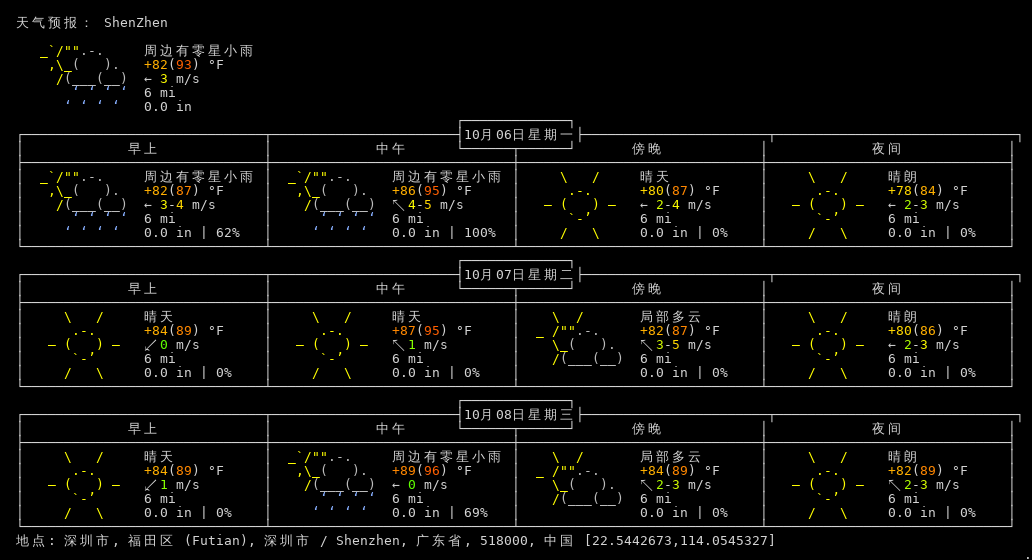 天气预报： ShenZhen
周边有零星小雨
+82(93) °F
← 3 m/s
6 mi
0.0 in
10月06日星期一
早上 中午 傍晚 夜间
周边有零星小雨 周边有零星小雨 晴天 晴朗
+82(87) °F +86(95) °F +80(87) °F +78(84) °F
← 3-4 m/s ↖ 4-5 m/s ← 2-4 m/s ← 2-3 m/s
6 mi 6 mi 6 mi 6 mi
0.0 in | 62% 0.0 in | 100% 0.0 in | 0% 0.0 in | 0%
10月07日星期二
早上 中午 傍晚 夜间
晴天 晴天 局部多云 晴朗
+84(89) °F +87(95) °F +82(87) °F +80(86) °F
↙ 0 m/s ↖ 1 m/s ↖ 3-5 m/s ← 2-3 m/s
6 mi 6 mi 6 mi 6 mi
0.0 in | 0% 0.0 in | 0% 0.0 in | 0% 0.0 in | 0%
10月08日星期三
早上 中午 傍晚 夜间
晴天 周边有零星小雨 局部多云 晴朗
+84(89) °F +89(96) °F +84(89) °F +82(89) °F
↙ 1 m/s ← 0 m/s ↖ 2-3 m/s ↖ 2-3 m/s
6 mi 6 mi 6 mi 6 mi
0.0 in | 0% 0.0 in | 69% 0.0 in | 0% 0.0 in | 0%
地点: 深圳市, 福田区 (Futian), 深圳市 / Shenzhen, 广东省, 518000, 中国 [22.5442673,114.0545327]